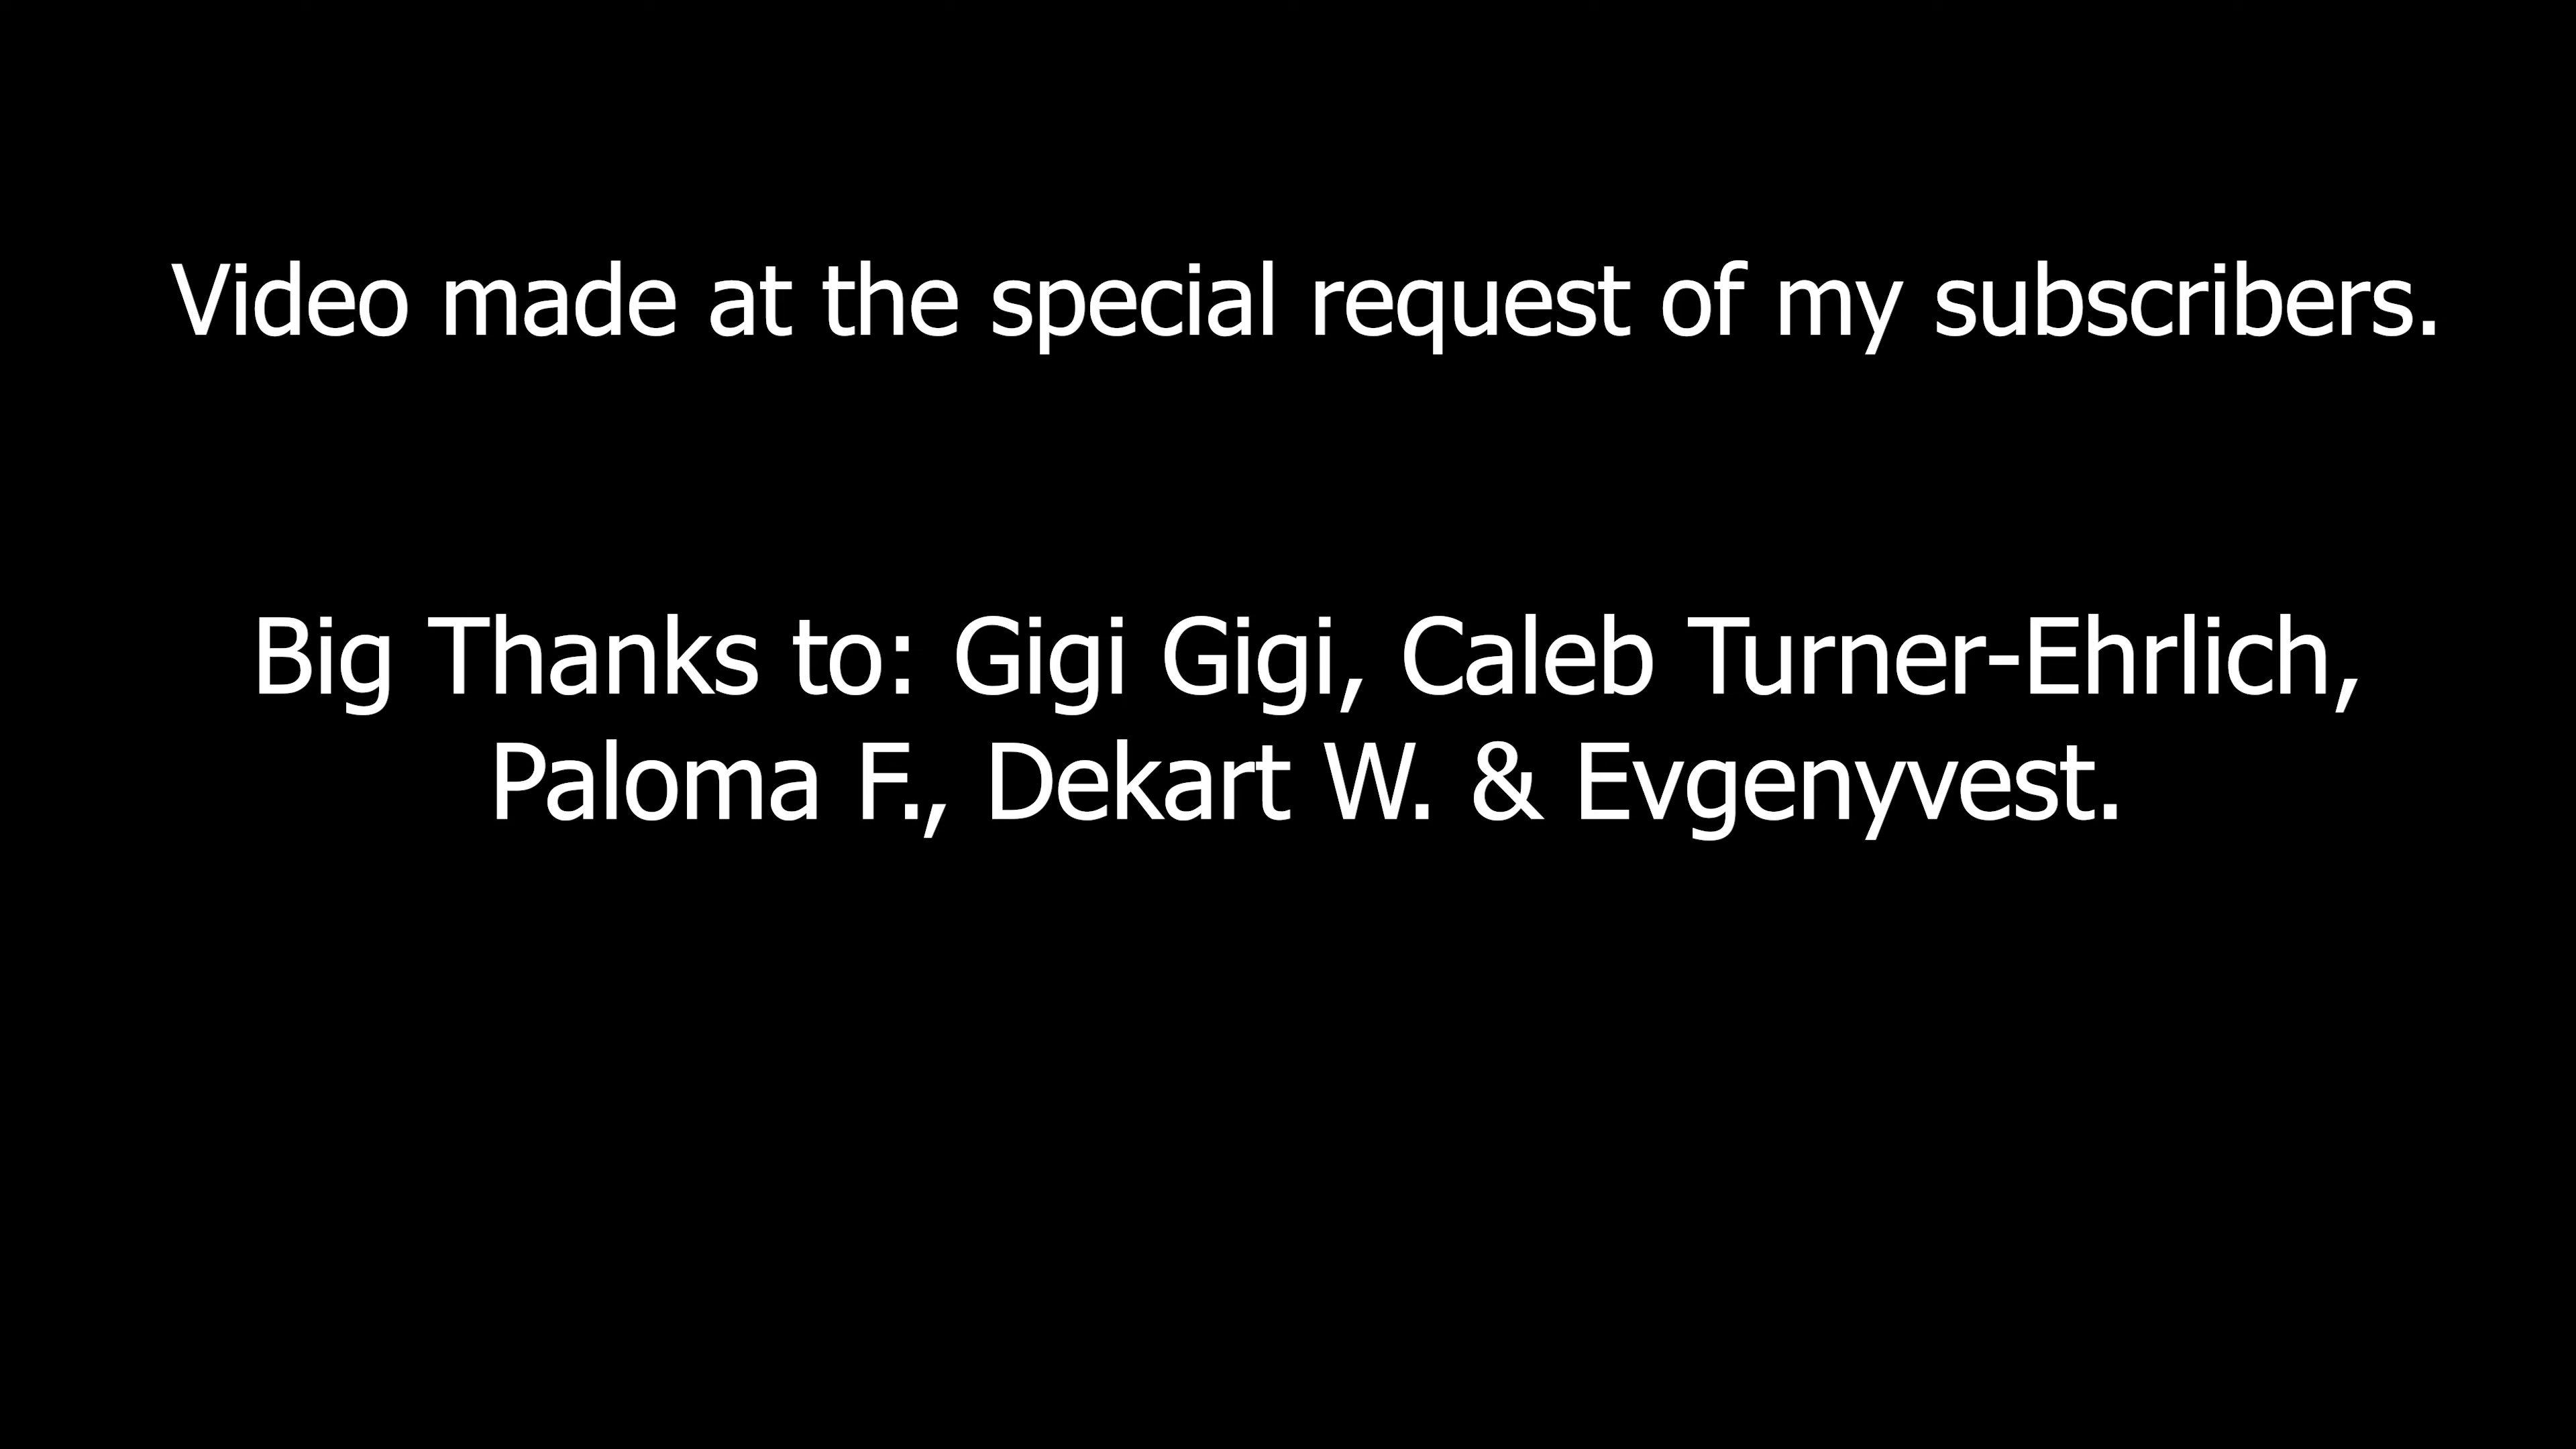 Video made at the special request of my subscribers.
Big Thanks to: Gigi Gigi, Caleb Turner-Ehrlich,
Paloma F., Dekart W. & Evgenyvest.